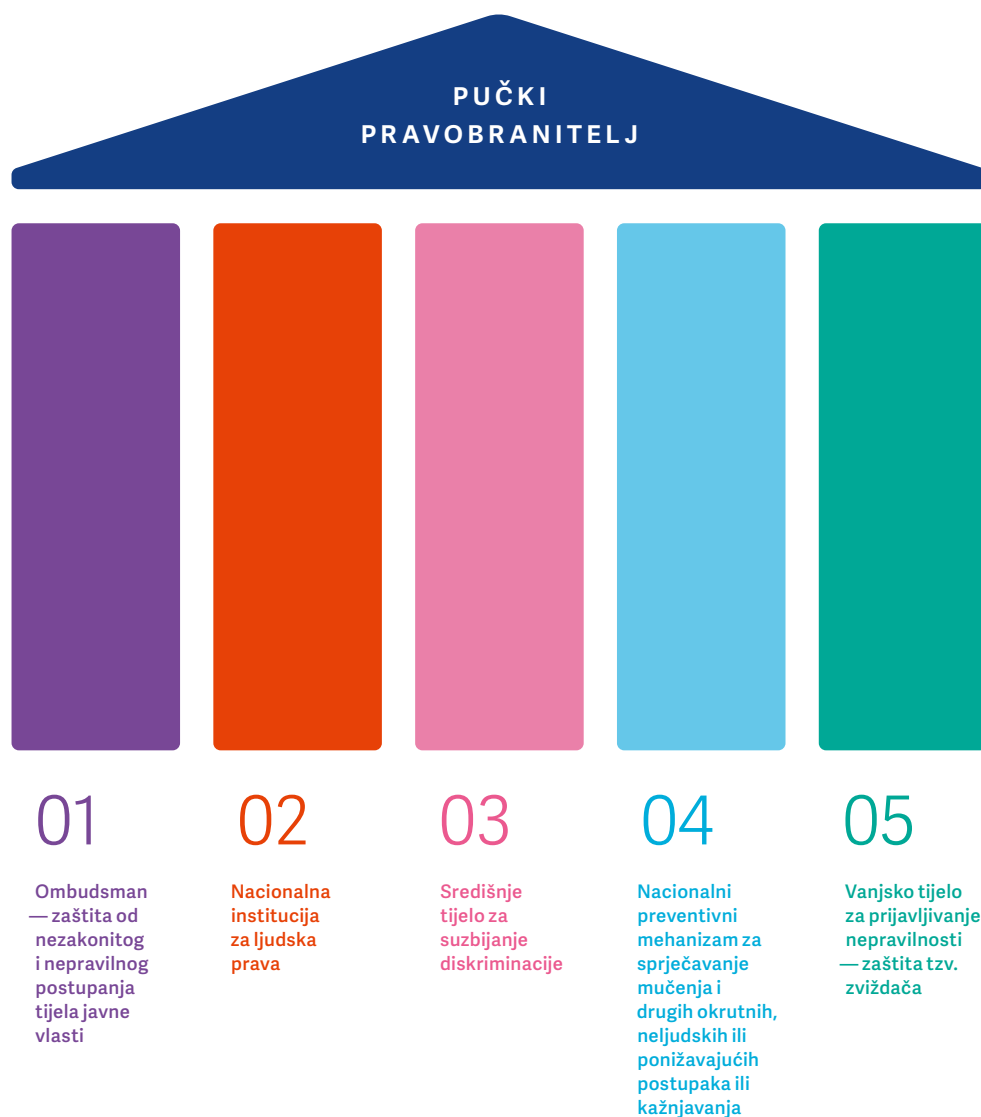 PUČKI
PRAVOBRANITELJ
01
Ombudsman
— zaštita od
nezakonitog
i nepravilnog
postupanja
tijela javne
vlasti
02
Nacionalna
institucija
za ljudska
prava
03
Središnje
tijelo za
suzbijanje
diskriminacije
04
Nacionalni
preventivni
mehanizam za
sprječavanje
mučenja i
drugih okrutnih,
neljudskih ili
ponižavajućih
postupaka ili
kažnjavanja
05
Vanjsko tijelo
za prijavljivanje
nepravilnosti
— zaštita tzv.
zviždača